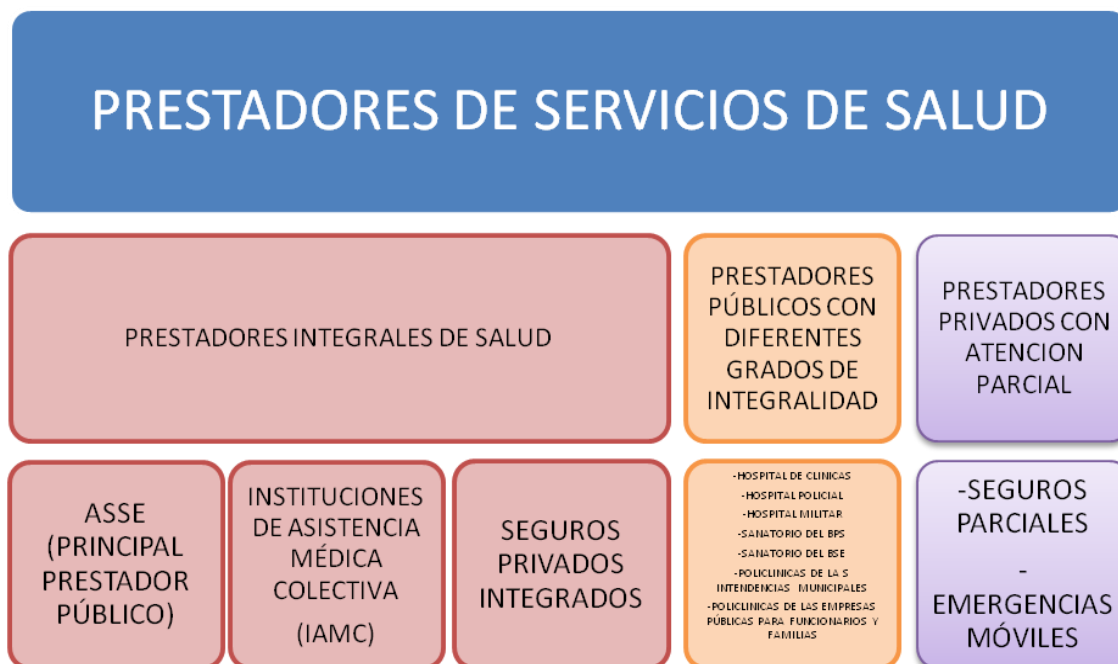 PRESTADORES DE SERVICIOS DE SALUD
PRESTADORES INTEGRALES DE SALUD
PRESTADORES
PÚBLICOS CON
DIFERENTES
GRADOS DE
INTEGRALIDAD
PRESTADORES
PRIVADOS CON
ATENCION
PARCIAL
ASSE
(PRINCIPAL
PRESTADOR
PÚBLICO)
INSTITUCIONES
DE ASISTENCIA
MÉDICA
COLECTIVA
(IAMC)
SEGUROS
PRIVADOS
INTEGRADOS
-HOSPITAL DE CLINICAS
-HOSPITAL POLICIAL
-HOSPITAL MILITAR
-SANATORIO DEL BPS
-SANATORIO DEL BSE
-POLICLINICAS DE LA S
INTENDENCIAS MUNICIPALES
-POLICLINICAS DE LAS EMPRESAS
PÚBLICAS PARA FUNCIONARIOS Y
FAMILIAS
-SEGUROS
PARCIALES
-
EMERGENCIAS
MÓVILES